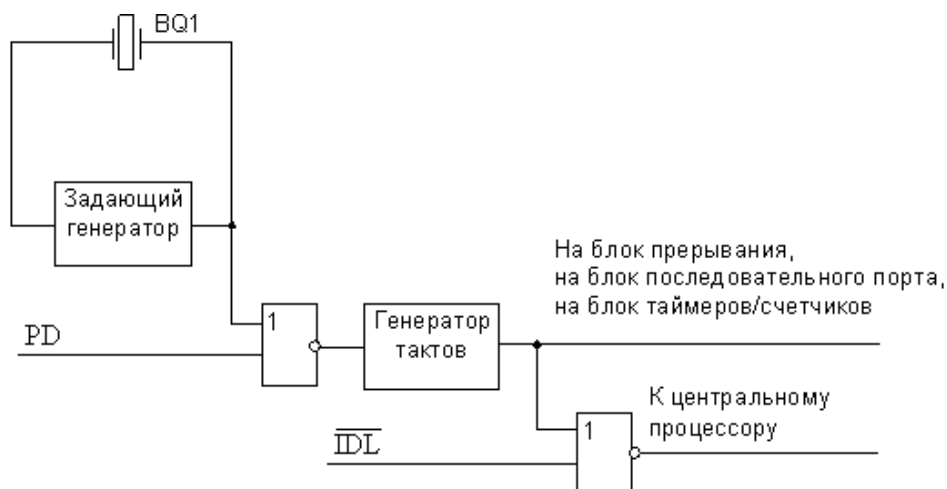 BQ1
Задающий
генератор
На блок прерывания,
на блок последовательного порта,
на блок таймеров/счетчиков
1
Генератор
тактов
PD
К центральному
процессору
1
IDL